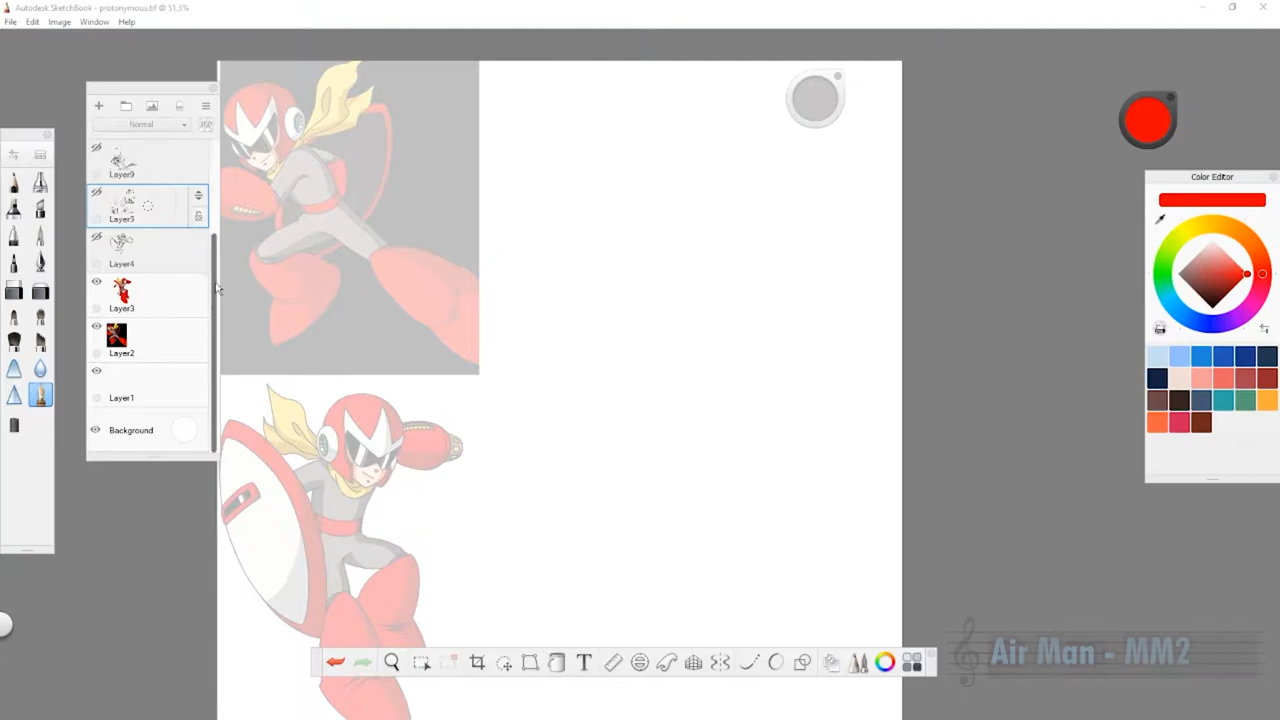 Autodesk SketchBook - protonymous.tif @ 51.3%
File Edit Image Window Help
Normal
Layer9
Layer5
Layer4
Layer3
Layer2
Layer1
Background
Color Editor
T
Air Man - MM2